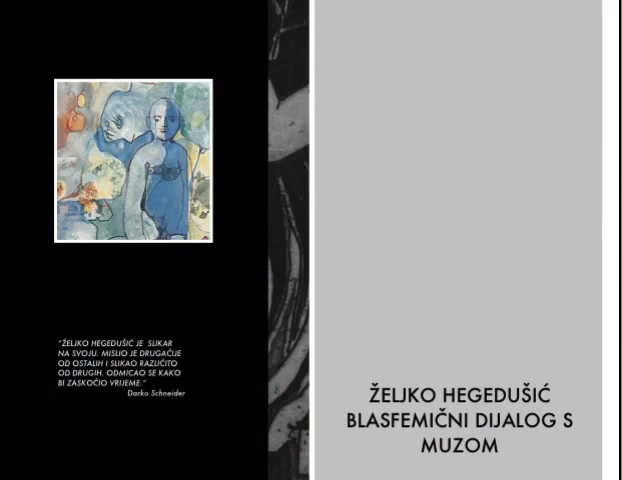 "ŽELJKO HEGEDUŠIĆ JE SLIKAR
NA SVOJU. MISLIO JE DRUGAČIJE
OD OSTALIH I SLIKAO RAZLIČITO
OD DRUGIH. ODMICAO SE KAKO
BI ZASKOČIO VRIJEME."
Darko Schneider
ŽELJKO HEGEDUŠIĆ
BLASFEMIČNI DIJALOG S
MUZOM